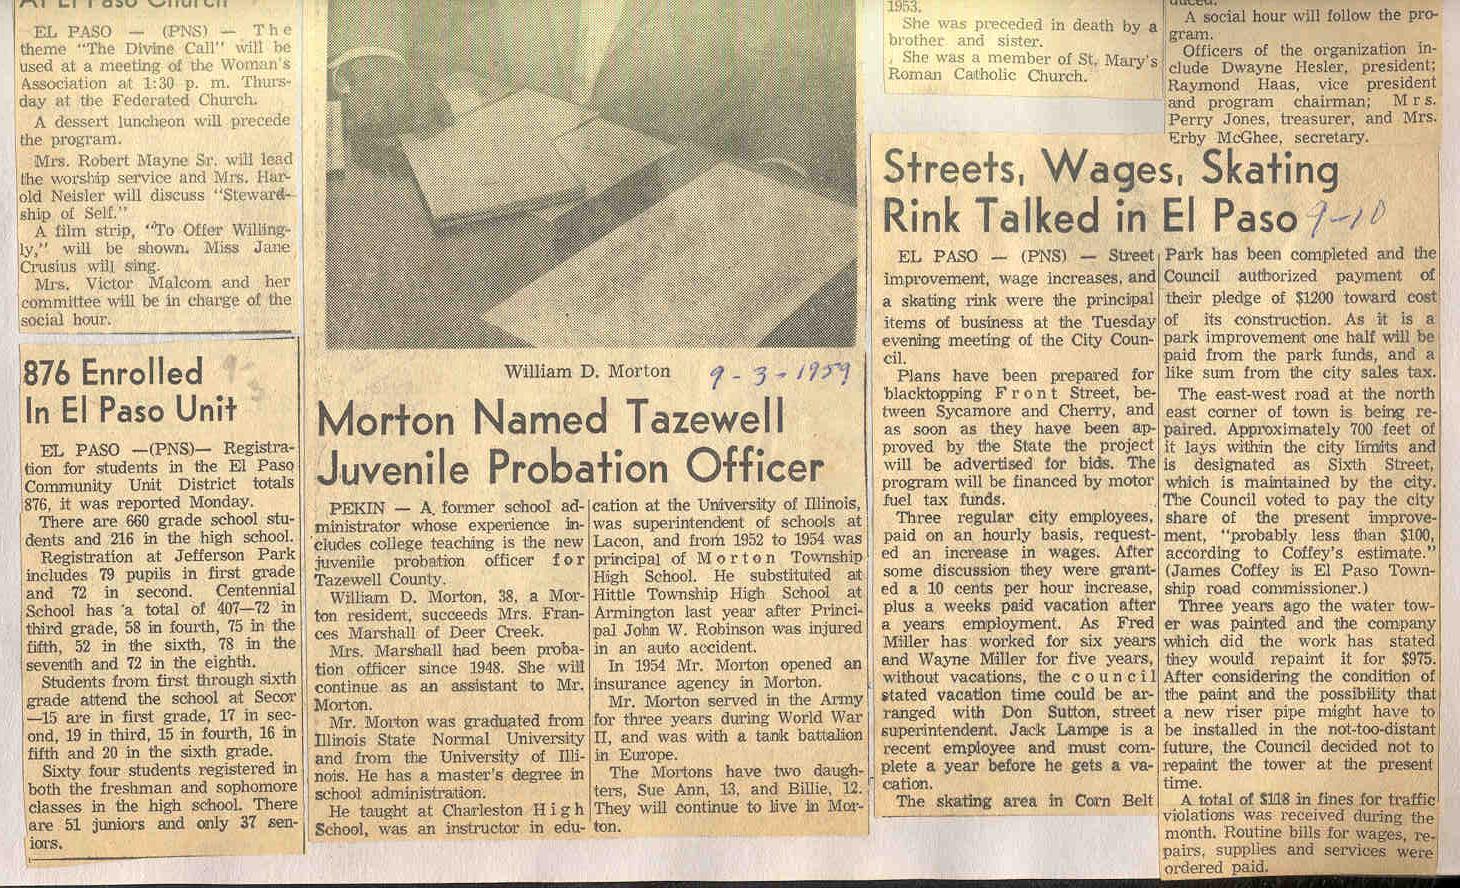 At El Paso Church
EL PASO — (PNS) — The
theme "The Divine Call" will be
used at a meeting of the Woman's
Association at 1:30 p. m. Thurs-
day at the Federated Church.
A dessert luncheon will precede
the program.
Mrs. Robert Mayne Sr. will lead
the worship service and Mrs. Har-
old Neisler will discuss "Steward-
ship of Self."
A film strip, "To Offer Willing-
ly," will be shown. Miss Jane
Crusius will sing.
Mrs. Victor Malcom and her
committee will be in charge of the
social hour.
876 Enrolled 9-
In El Paso Unit 3
EL PASO —(PNS)— Registra-
tion for students in the El Paso
Community Unit District totals
876, it was reported Monday.
There are 660 grade school stu-
dents and 216 in the high school.
Registration at Jefferson Park
includes 79 pupils in first grade
and 72 in second. Centennial
School has a total of 407—72 in
third grade, 58 in fourth, 75 in the
fifth, 52 in the sixth, 78 in the
seventh and 72 in the eighth.
Students from first through sixth
grade attend the school at Secor
—15 are in first grade, 17 in sec-
ond, 19 in third, 15 in fourth, 16 in
fifth and 20 in the sixth grade.
Sixty four students registered in
both the freshman and sophomore
classes in the high school. There
are 51 juniors and only 37 sen-
iors.
William D. Morton 9-3-1959
Morton Named Tazewell
Juvenile Probation Officer
PEKIN — A former school ad-
ministrator whose experience in-
cludes college teaching is the new
juvenile probation officer for
Tazewell County.
William D. Morton, 38, a Mor-
ton resident, succeeds Mrs. Fran-
ces Marshall of Deer Creek.
Mrs. Marshall had been proba-
tion officer since 1948. She will
continue as an assistant to Mr.
Morton.
Mr. Morton was graduated from
Illinois State Normal University
and from the University of Illi-
nois. He has a master's degree in
school administration.
He taught at Charleston High
School, was an instructor in edu-
cation at the University of Illinois,
was superintendent of schools at
Lacon, and from 1952 to 1954 was
principal of Morton Township
High School. He substituted at
Hittle Township High School at
Armington last year after Princi-
pal John W. Robinson was injured
in an auto accident.
In 1954 Mr. Morton opened an
insurance agency in Morton.
Mr. Morton served in the Army
for three years during World War
II, and was with a tank battalion
in Europe.
The Mortons have two daugh-
ters, Sue Ann, 13, and Billie, 12.
They will continue to live in Mor-
ton.
1953.
She was preceded in death by a
brother and sister.
She was a member of St. Mary's
Roman Catholic Church.
A social hour will follow the pro-
gram.
Officers of the organization in-
clude Dwayne Hesler, president;
Raymond Haas, vice president
and program chairman; Mrs.
Perry Jones, treasurer, and Mrs.
Erby McGhee, secretary.
Streets, Wages, Skating
Rink Talked in El Paso 9-10
EL PASO — (PNS) — Street
improvement, wage increases, and
a skating rink were the principal
items of business at the Tuesday
evening meeting of the City Coun-
cil.
Plans have been prepared for
blacktopping Front Street, be-
tween Sycamore and Cherry, and
as soon as they have been ap-
proved by the State the project
will be advertised for bids. The
program will be financed by motor
fuel tax funds.
Three regular city employees,
paid on an hourly basis, request-
ed an increase in wages. After
some discussion they were grant-
ed a 10 cents per hour increase,
plus a weeks paid vacation after
a years employment. As Fred
Miller has worked for six years
and Wayne Miller for five years,
without vacations, the council
stated vacation time could be ar-
ranged with Don Sutton, street
superintendent. Jack Lampe is a
recent employee and must com-
plete a year before he gets a va-
cation.
The skating area in Corn Belt
Park has been completed and the
Council authorized payment of
their pledge of $1200 toward cost
of its construction. As it is a
park improvement one half will be
paid from the park funds, and a
like sum from the city sales tax.
The east-west road at the north
east corner of town is being re-
paired. Approximately 700 feet of
it lays within the city limits and
is designated as Sixth Street,
which is maintained by the city.
The Council voted to pay the city
share of the present improve-
ment, "probably less than $100,
according to Coffey's estimate."
(James Coffey is El Paso Town-
ship road commissioner.)
Three years ago the water tow-
er was painted and the company
which did the work has stated
they would repaint it for $975.
After considering the condition of
the paint and the possibility that
a new riser pipe might have to
be installed in the not-too-distant
future, the Council decided not to
repaint the tower at the present
time.
A total of $118 in fines for traffic
violations was received during the
month. Routine bills for wages, re-
pairs, supplies and services were
ordered paid.